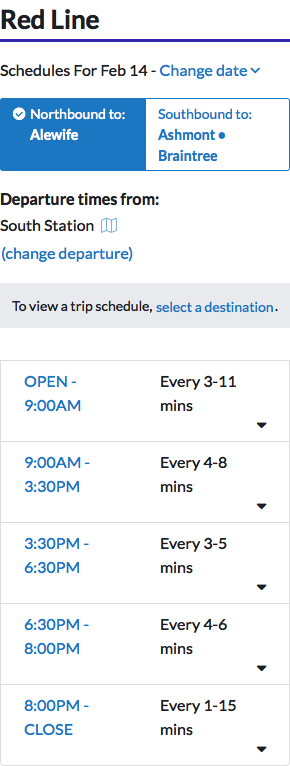 Red Line
Schedules For Feb 14 - Change date
Northbound to:
Alewife
Southbound to:
Ashmont •
Braintree
Departure times from:
South Station
(change departure)
To view a trip schedule, select a destination.
OPEN -
9:00AM
Every 3-11
mins
9:00AM -
3:30PM
Every 4-8
mins
3:30PM -
6:30PM
Every 3-5
mins
6:30PM -
8:00PM
Every 4-6
mins
8:00PM -
CLOSE
Every 1-15
mins